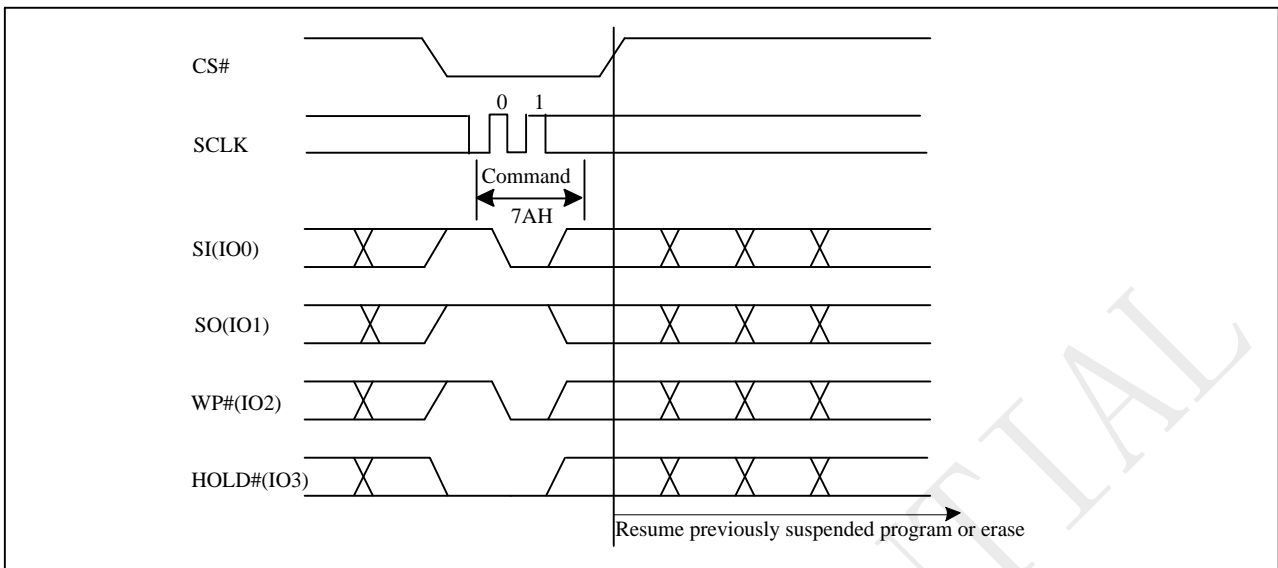 CS#
0 1
SCLK
Command
7AH
SI(IO0)
SO(IO1)
WP#(IO2)
HOLD#(IO3)
Resume previously suspended program or erase
TIAL